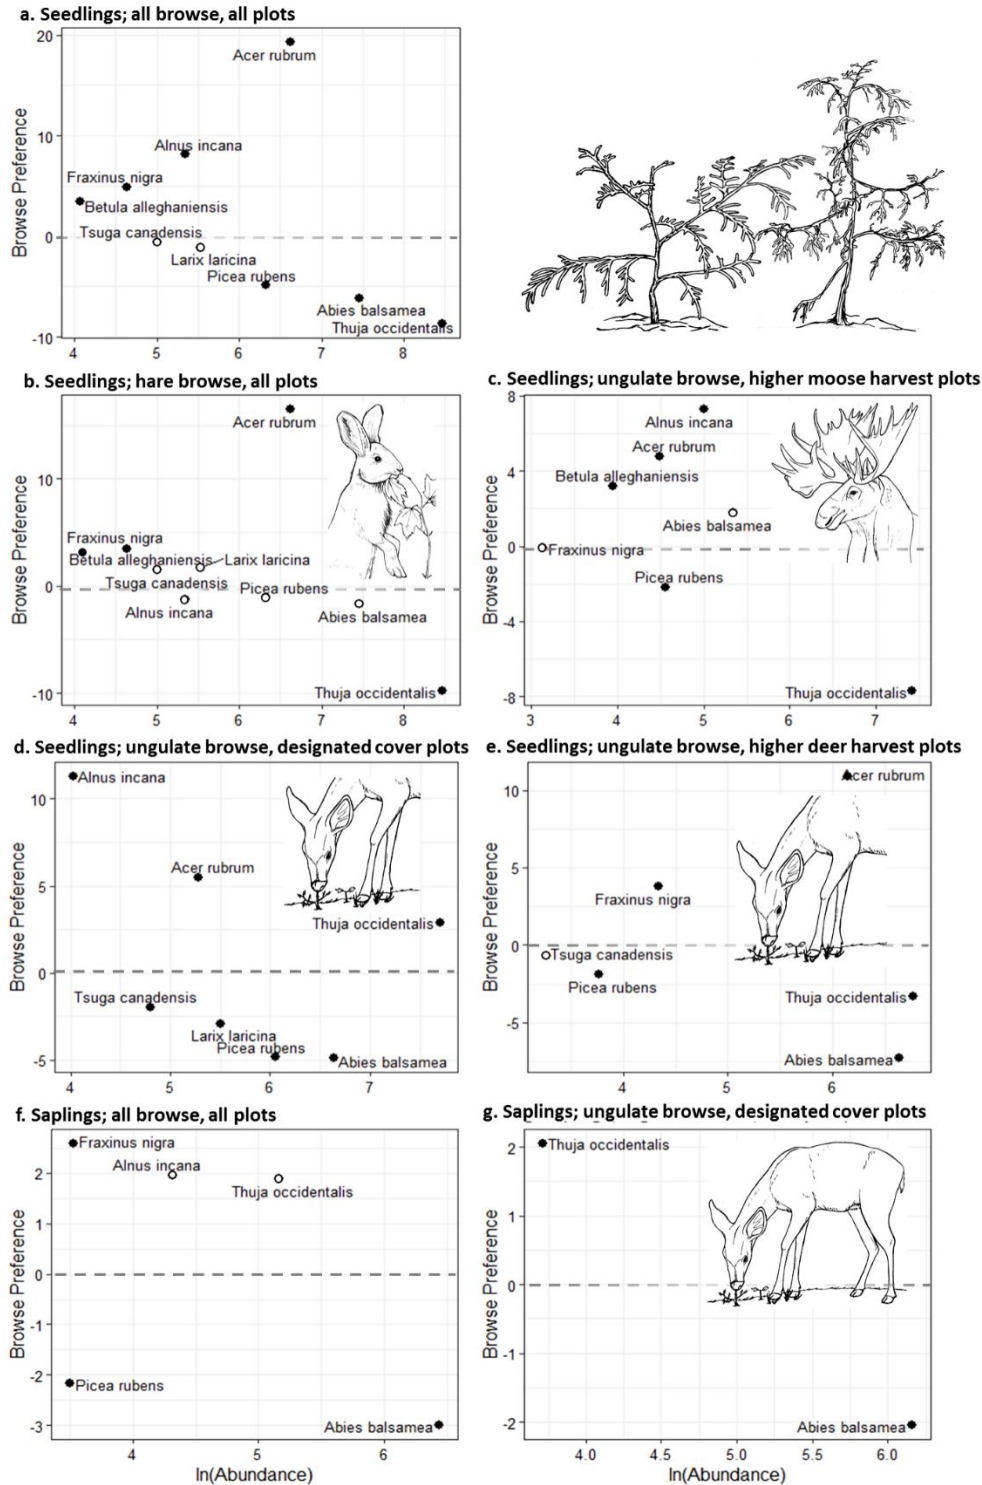 a. Seedlings; all browse, all plots
20
10
0
-10
Browse Preference
Acer rubrum
Alnus incana
Fraxinus nigra
Betula alleghaniensis
Tsuga canadensis
Larix laricina
Picea rubens
Abies balsamea
Thuja occidentalis
4 5 6 7 8
b. Seedlings; hare browse, all plots
10
0
-10
Browse Preference
Acer rubrum
Fraxinus nigra
Betula alleghaniensis
Larix laricina
Tsuga canadensis
Picea rubens
Alnus incana
Abies balsamea
Thuja occidentalis
4 5 6 7 8
c. Seedlings; ungulate browse, higher moose harvest plots
8
4
0
-4
-8
Browse Preference
Alnus incana
Acer rubrum
Betula alleghaniensis
Abies balsamea
Fraxinus nigra
Picea rubens
Thuja occidentalis
3 4 5 6 7
d. Seedlings; ungulate browse, designated cover plots
10
5
0
-5
Browse Preference
Alnus incana
Acer rubrum
Thuja occidentalis
Tsuga canadensis
Larix laricina
Picea rubens
Abies balsamea
4 5 6 7
e. Seedlings; ungulate browse, higher deer harvest plots
10
5
0
-5
Browse Preference
Acer rubrum
Fraxinus nigra
Tsuga canadensis
Picea rubens
Thuja occidentalis
Abies balsamea
4 5 6
f. Saplings; all browse, all plots
2
1
0
-1
-2
-3
Browse Preference
Fraxinus nigra
Alnus incana
Thuja occidentalis
Picea rubens
Abies balsamea
4 5 6
ln(Abundance)
g. Saplings; ungulate browse, designated cover plots
2
1
0
-1
-2
Browse Preference
Thuja occidentalis
Abies balsamea
4.0 4.5 5.0 5.5 6.0
ln(Abundance)